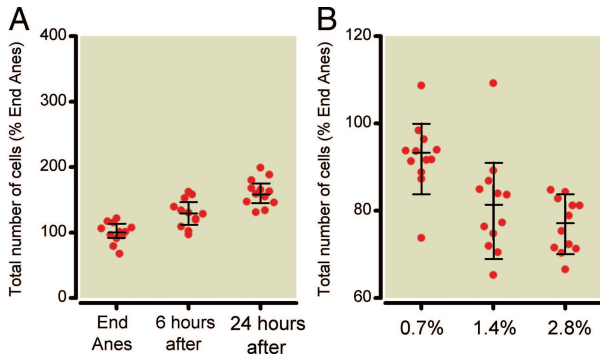 A
B
Total number of cells (% End Anes)
400
300
200
100
0
End
Anes
6 hours
after
24 hours
after
Total number of cells (% End Anes)
120
100
80
60
0.7%
1.4%
2.8%